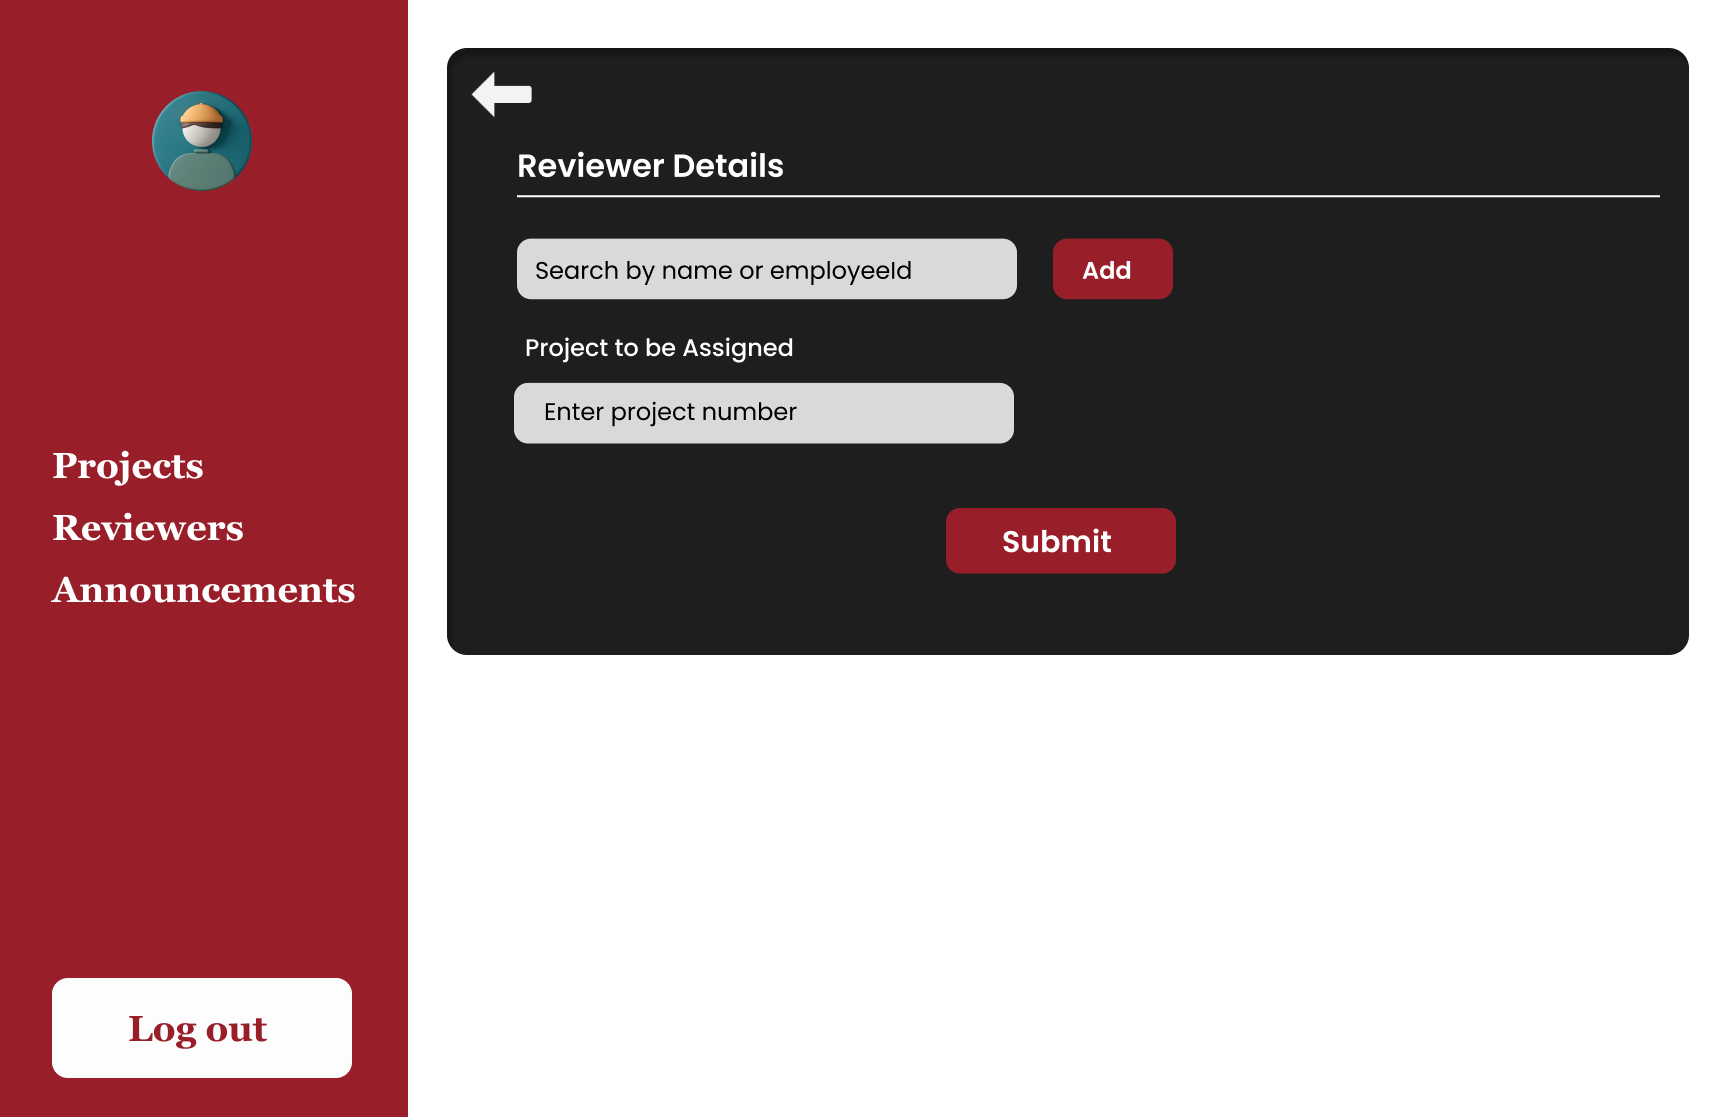 Projects
Reviewers
Announcements
Log out
Reviewer Details
Search by name or employeeId
Add
Project to be Assigned
Enter project number
Submit